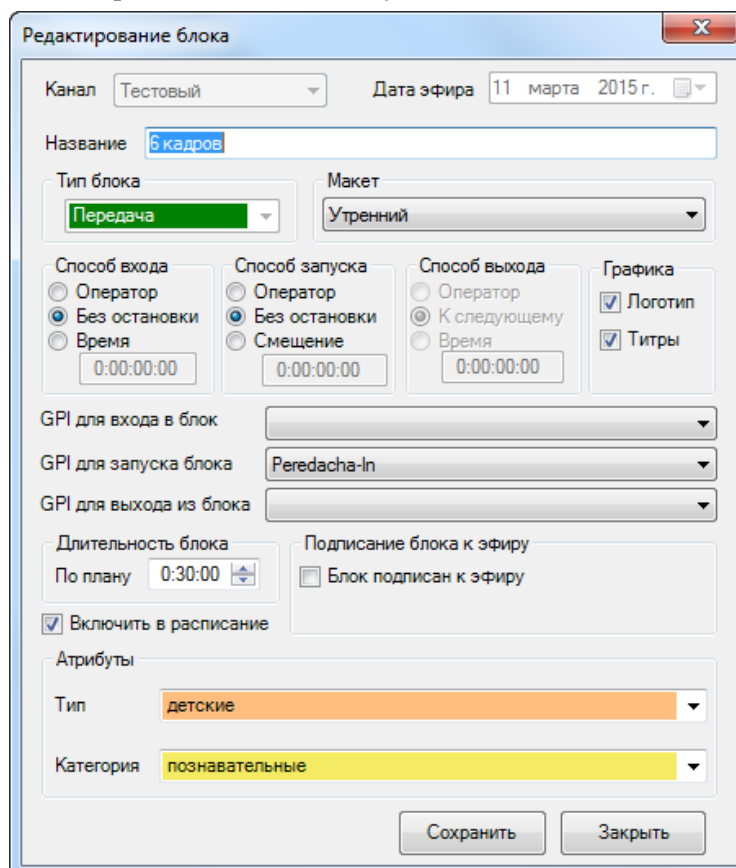 Редактирование блока
Канал Тестовый Дата эфира 11 марта 2015 г.
Название 6 кадров
Тип блока Макет
Передача Утренний
Способ входа Способ запуска Способ выхода Графика
Оператор Оператор Оператор Логотип
Без остановки Без остановки К следующему Титры
Время Смещение Время
0:00:00:00 0:00:00:00 0:00:00:00
GPI для входа в блок
GPI для запуска блока Peredacha-In
GPI для выхода из блока
Длительность блока Подписание блока к эфиру
По плану 0:30:00 Блок подписан к эфиру
Включить в расписание
Атрибуты
Тип детские
Категория познавательные
Сохранить Закрыть